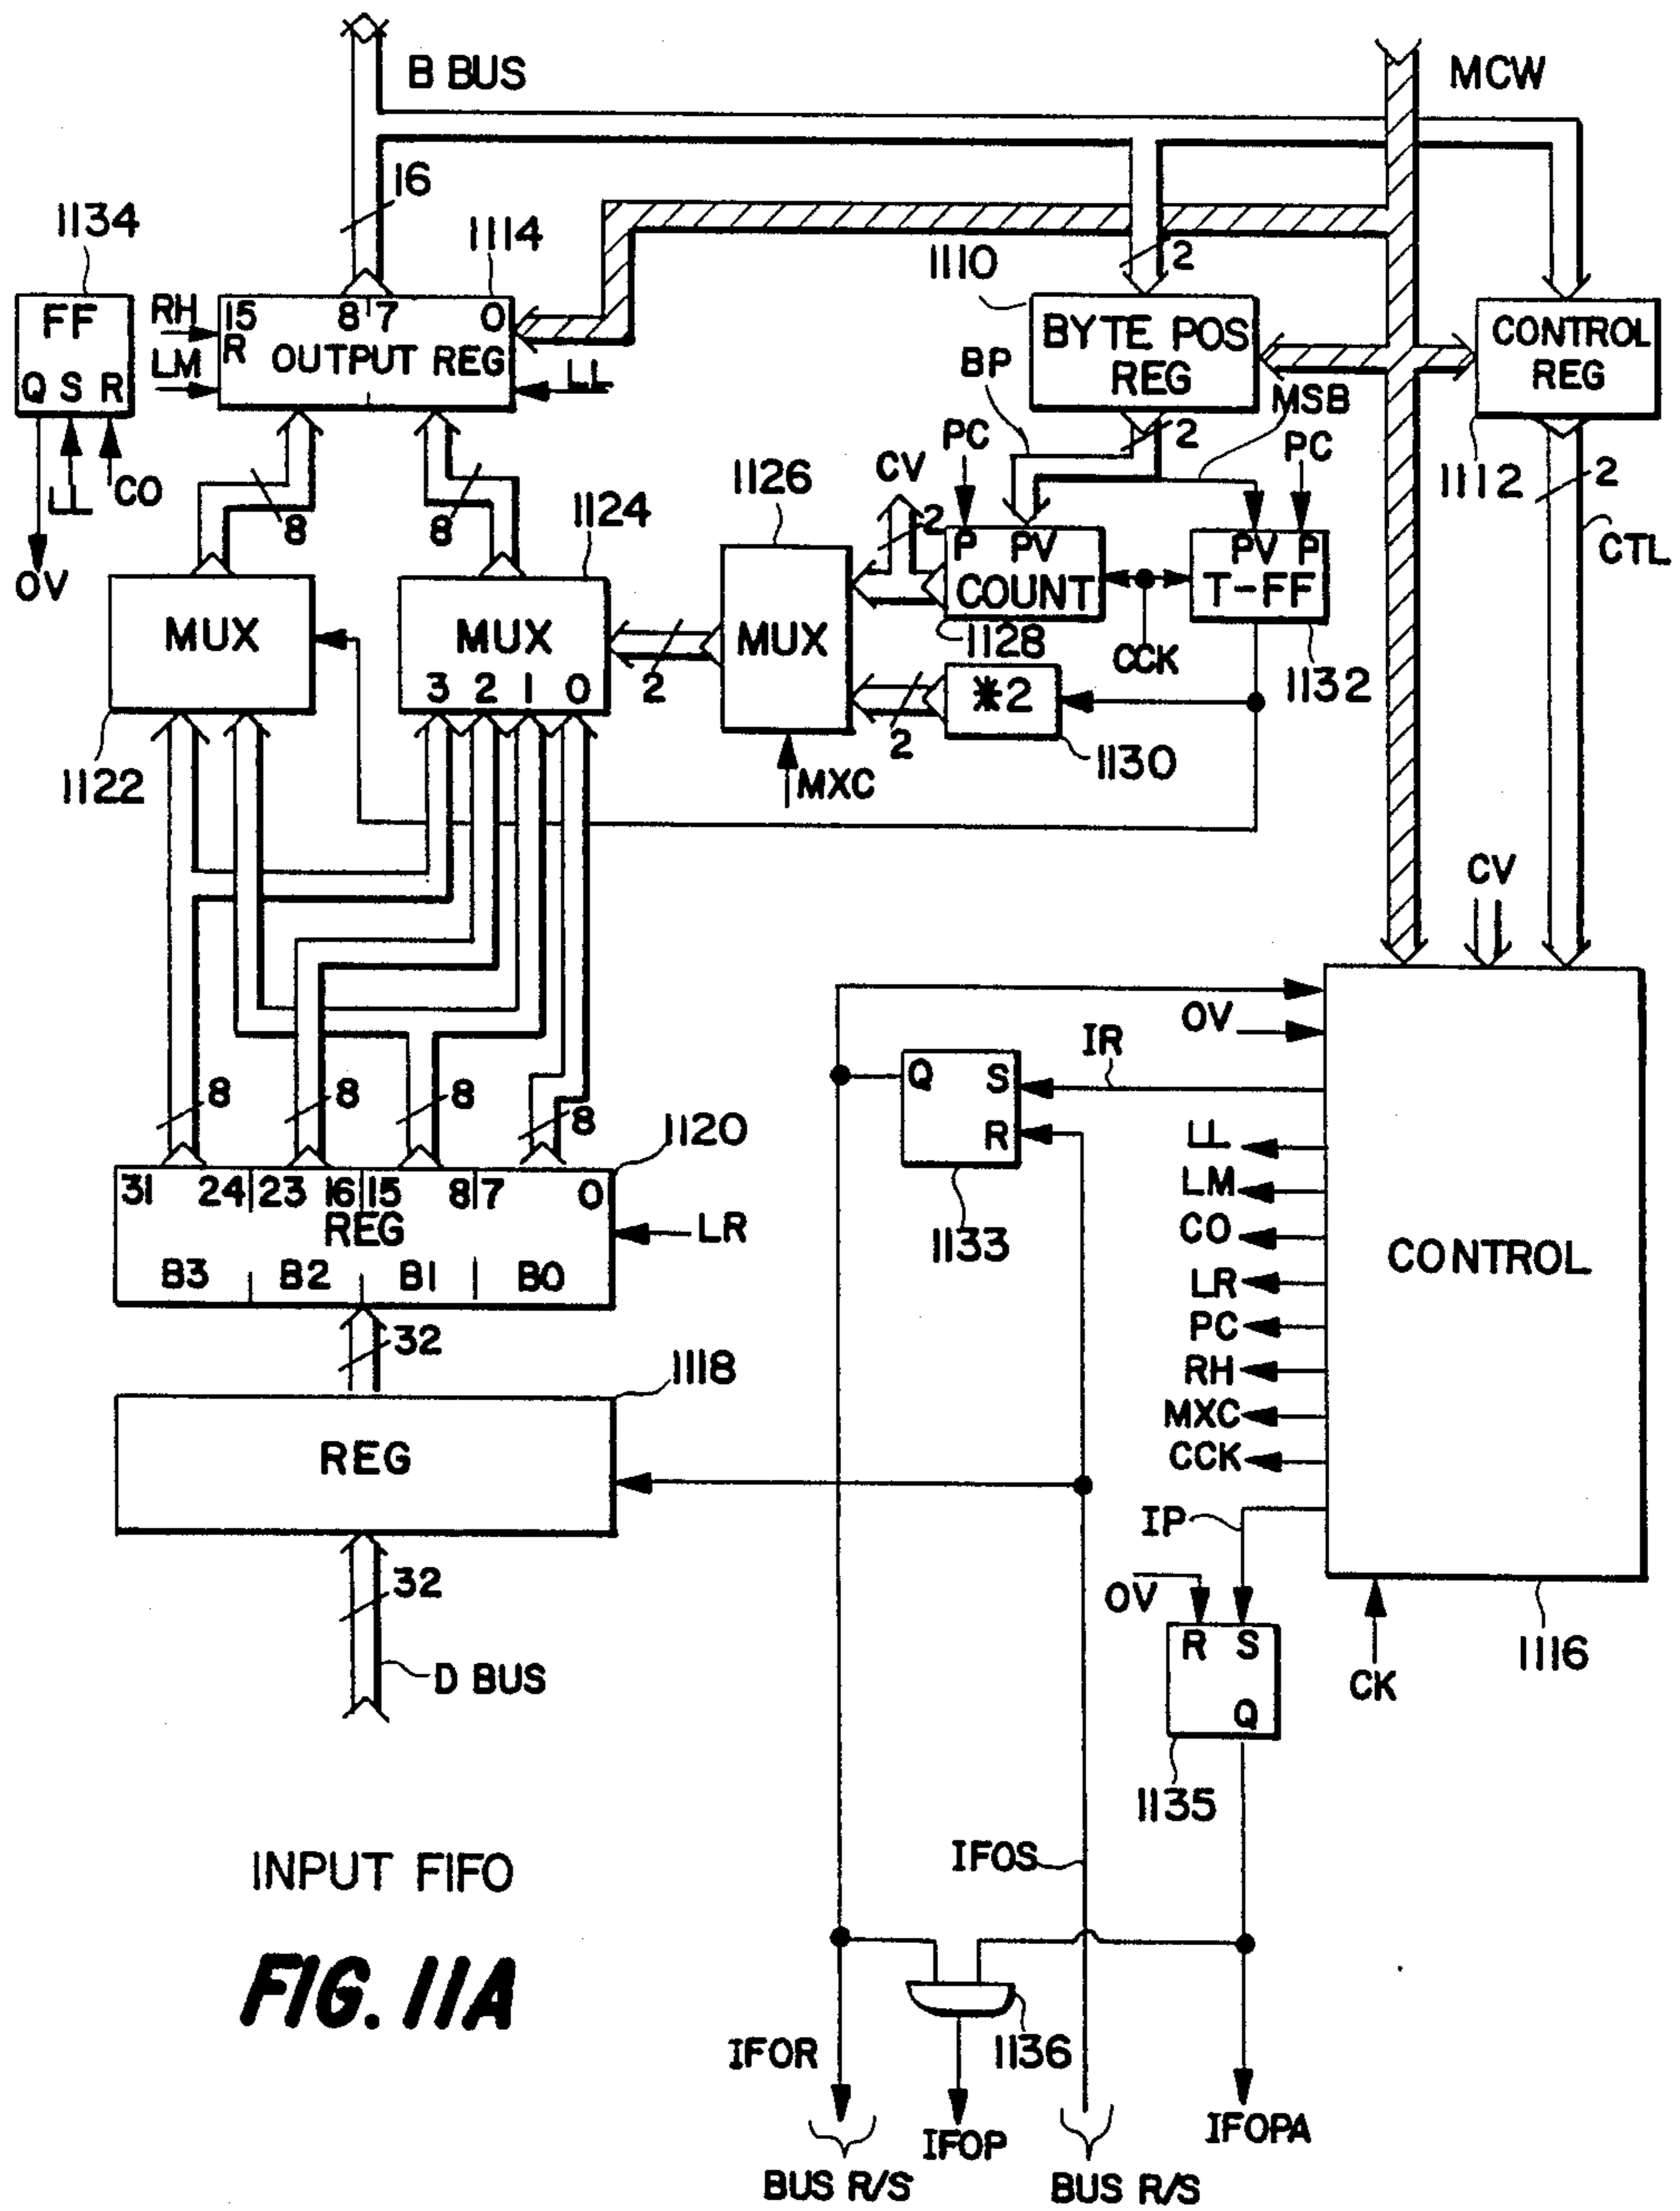 B BUS
MCW
16
1134
1114
1110
2
FF
Q S R
RH
LM
15 8 7 0
R OUTPUT REG
LL
BYTE POS
REG
CONTROL
REG
BP
MSB
2
PC
PC
1112
2
CTL
OV
LL
CO
8
8
1124
1126
CV
2
P PV
COUNT
1128
CCK
PV P
T-FF
1132
MUX
1122
MUX
3 2 1 0
2
MUX
MXC
*2
2
1130
CV
OV
IR
Q S
R
1133
8
8
8
8
1120
31 24 23 16 15 8 7 0
REG
B3 B2 B1 B0
LR
LL
LM
CO
LR
PC
RH
MXC
CCK
CONTROL
32
1118
REG
IP
OV
R S
Q
1135
CK
1116
32
D BUS
INPUT FIFO
FIG. 11A
IFOS
1136
IFOR
IFOP
IFOPA
BUS R/S
BUS R/S